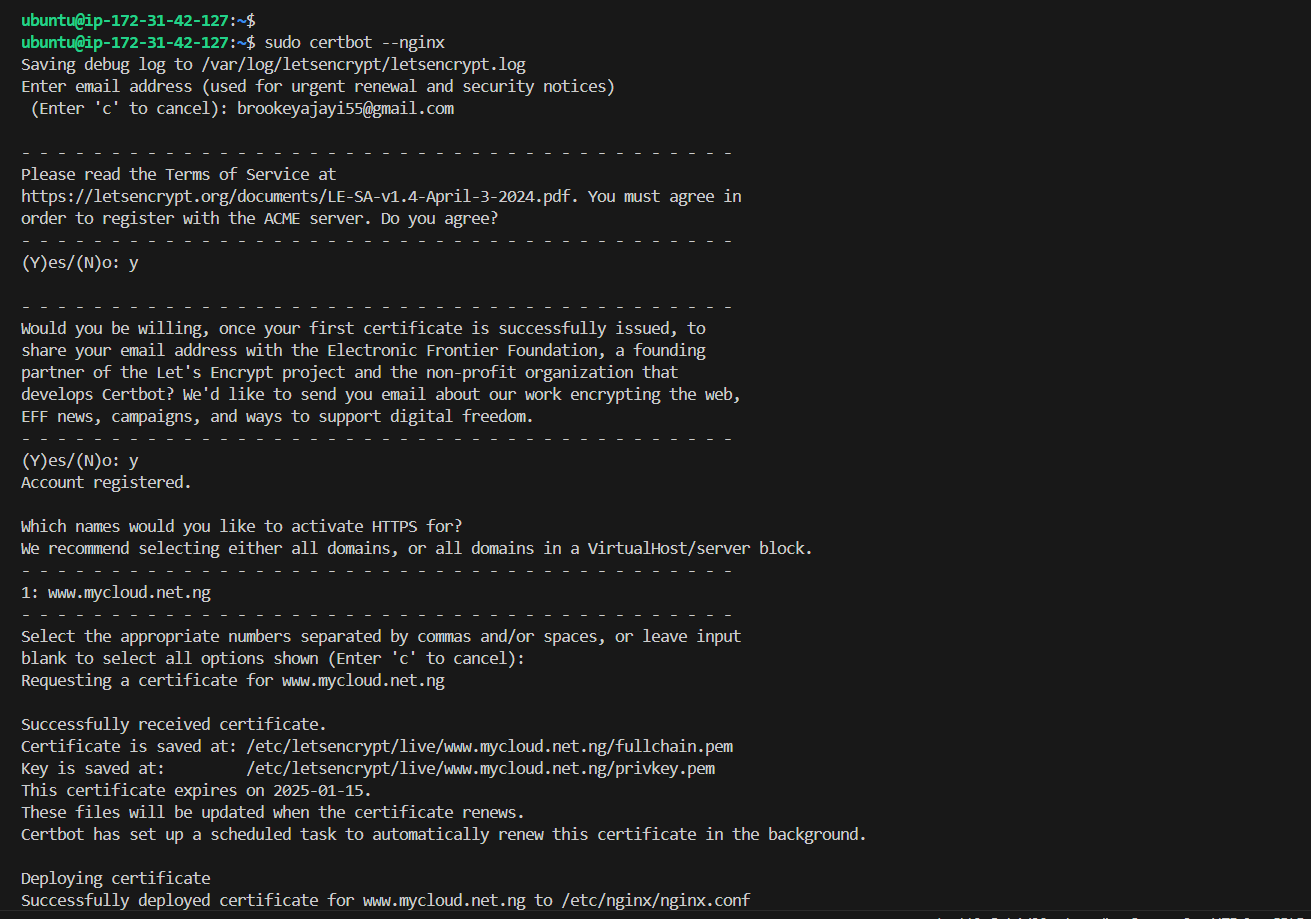 ubuntu@ip-172-31-42-127:~$
ubuntu@ip-172-31-42-127:~$ sudo certbot --nginx
Saving debug log to /var/log/letsencrypt/letsencrypt.log
Enter email address (used for urgent renewal and security notices)
 (Enter 'c' to cancel): brookeyajayi55@gmail.com

- - - - - - - - - - - - - - - - - - - - - - - - - - - - - - - - - - - - - - - -
Please read the Terms of Service at
https://letsencrypt.org/documents/LE-SA-v1.4-April-3-2024.pdf. You must agree in
order to register with the ACME server. Do you agree?
- - - - - - - - - - - - - - - - - - - - - - - - - - - - - - - - - - - - - - - -
(Y)es/(N)o: y

- - - - - - - - - - - - - - - - - - - - - - - - - - - - - - - - - - - - - - - -
Would you be willing, once your first certificate is successfully issued, to
share your email address with the Electronic Frontier Foundation, a founding
partner of the Let's Encrypt project and the non-profit organization that
develops Certbot? We'd like to send you email about our work encrypting the web,
EFF news, campaigns, and ways to support digital freedom.
- - - - - - - - - - - - - - - - - - - - - - - - - - - - - - - - - - - - - - - -
(Y)es/(N)o: y
Account registered.

Which names would you like to activate HTTPS for?
We recommend selecting either all domains, or all domains in a VirtualHost/server block.
- - - - - - - - - - - - - - - - - - - - - - - - - - - - - - - - - - - - - - - -
1: www.mycloud.net.ng
- - - - - - - - - - - - - - - - - - - - - - - - - - - - - - - - - - - - - - - -
Select the appropriate numbers separated by commas and/or spaces, or leave input
blank to select all options shown (Enter 'c' to cancel):
Requesting a certificate for www.mycloud.net.ng

Successfully received certificate.
Certificate is saved at: /etc/letsencrypt/live/www.mycloud.net.ng/fullchain.pem
Key is saved at:         /etc/letsencrypt/live/www.mycloud.net.ng/privkey.pem
This certificate expires on 2025-01-15.
These files will be updated when the certificate renews.
Certbot has set up a scheduled task to automatically renew this certificate in the background.

Deploying certificate
Successfully deployed certificate for www.mycloud.net.ng to /etc/nginx/nginx.conf